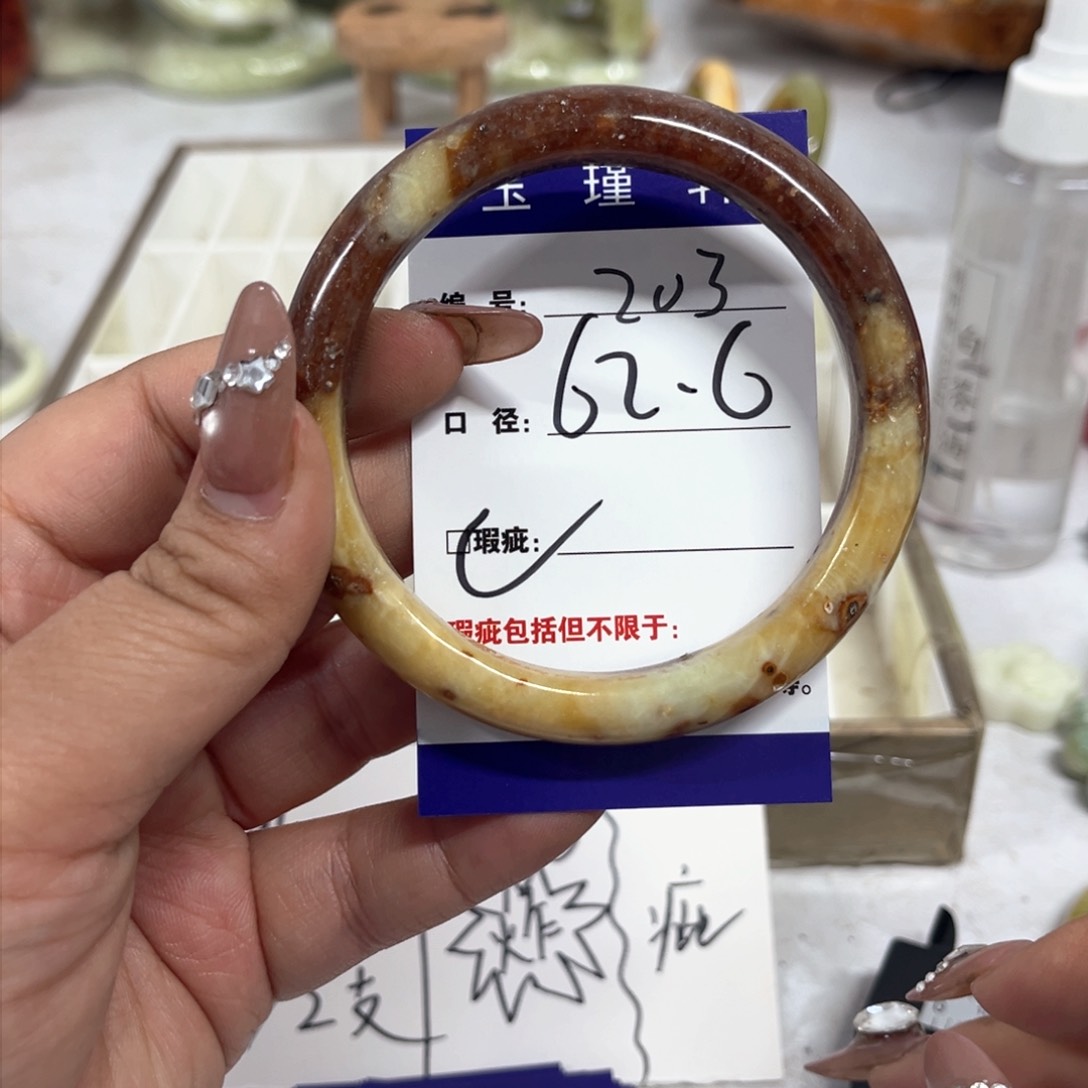 玉 瑾
编 号: 203
口 径: 62.6
□瑕疵:
瑕疵包括但不限于:
2支
炸
疵